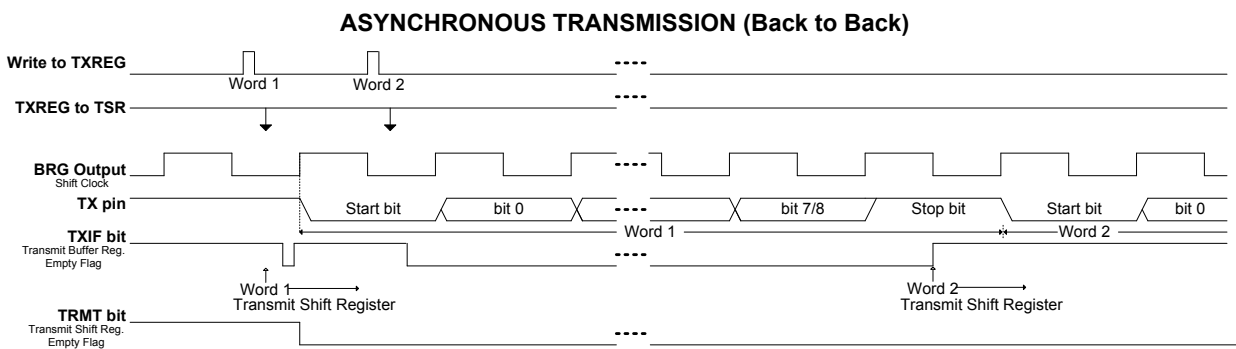 ASYNCHRONOUS TRANSMISSION (Back to Back)
Write to TXREG
Word 1
Word 2
TXREG to TSR
BRG Output
Shift Clock
TX pin
Start bit
bit 0
bit 7/8
Stop bit
Start bit
bit 0
Word 1
Word 2
TXIF bit
Transmit Buffer Reg.
Empty Flag
Word 1
Transmit Shift Register
Word 2
Transmit Shift Register
TRMT bit
Transmit Shift Reg.
Empty Flag